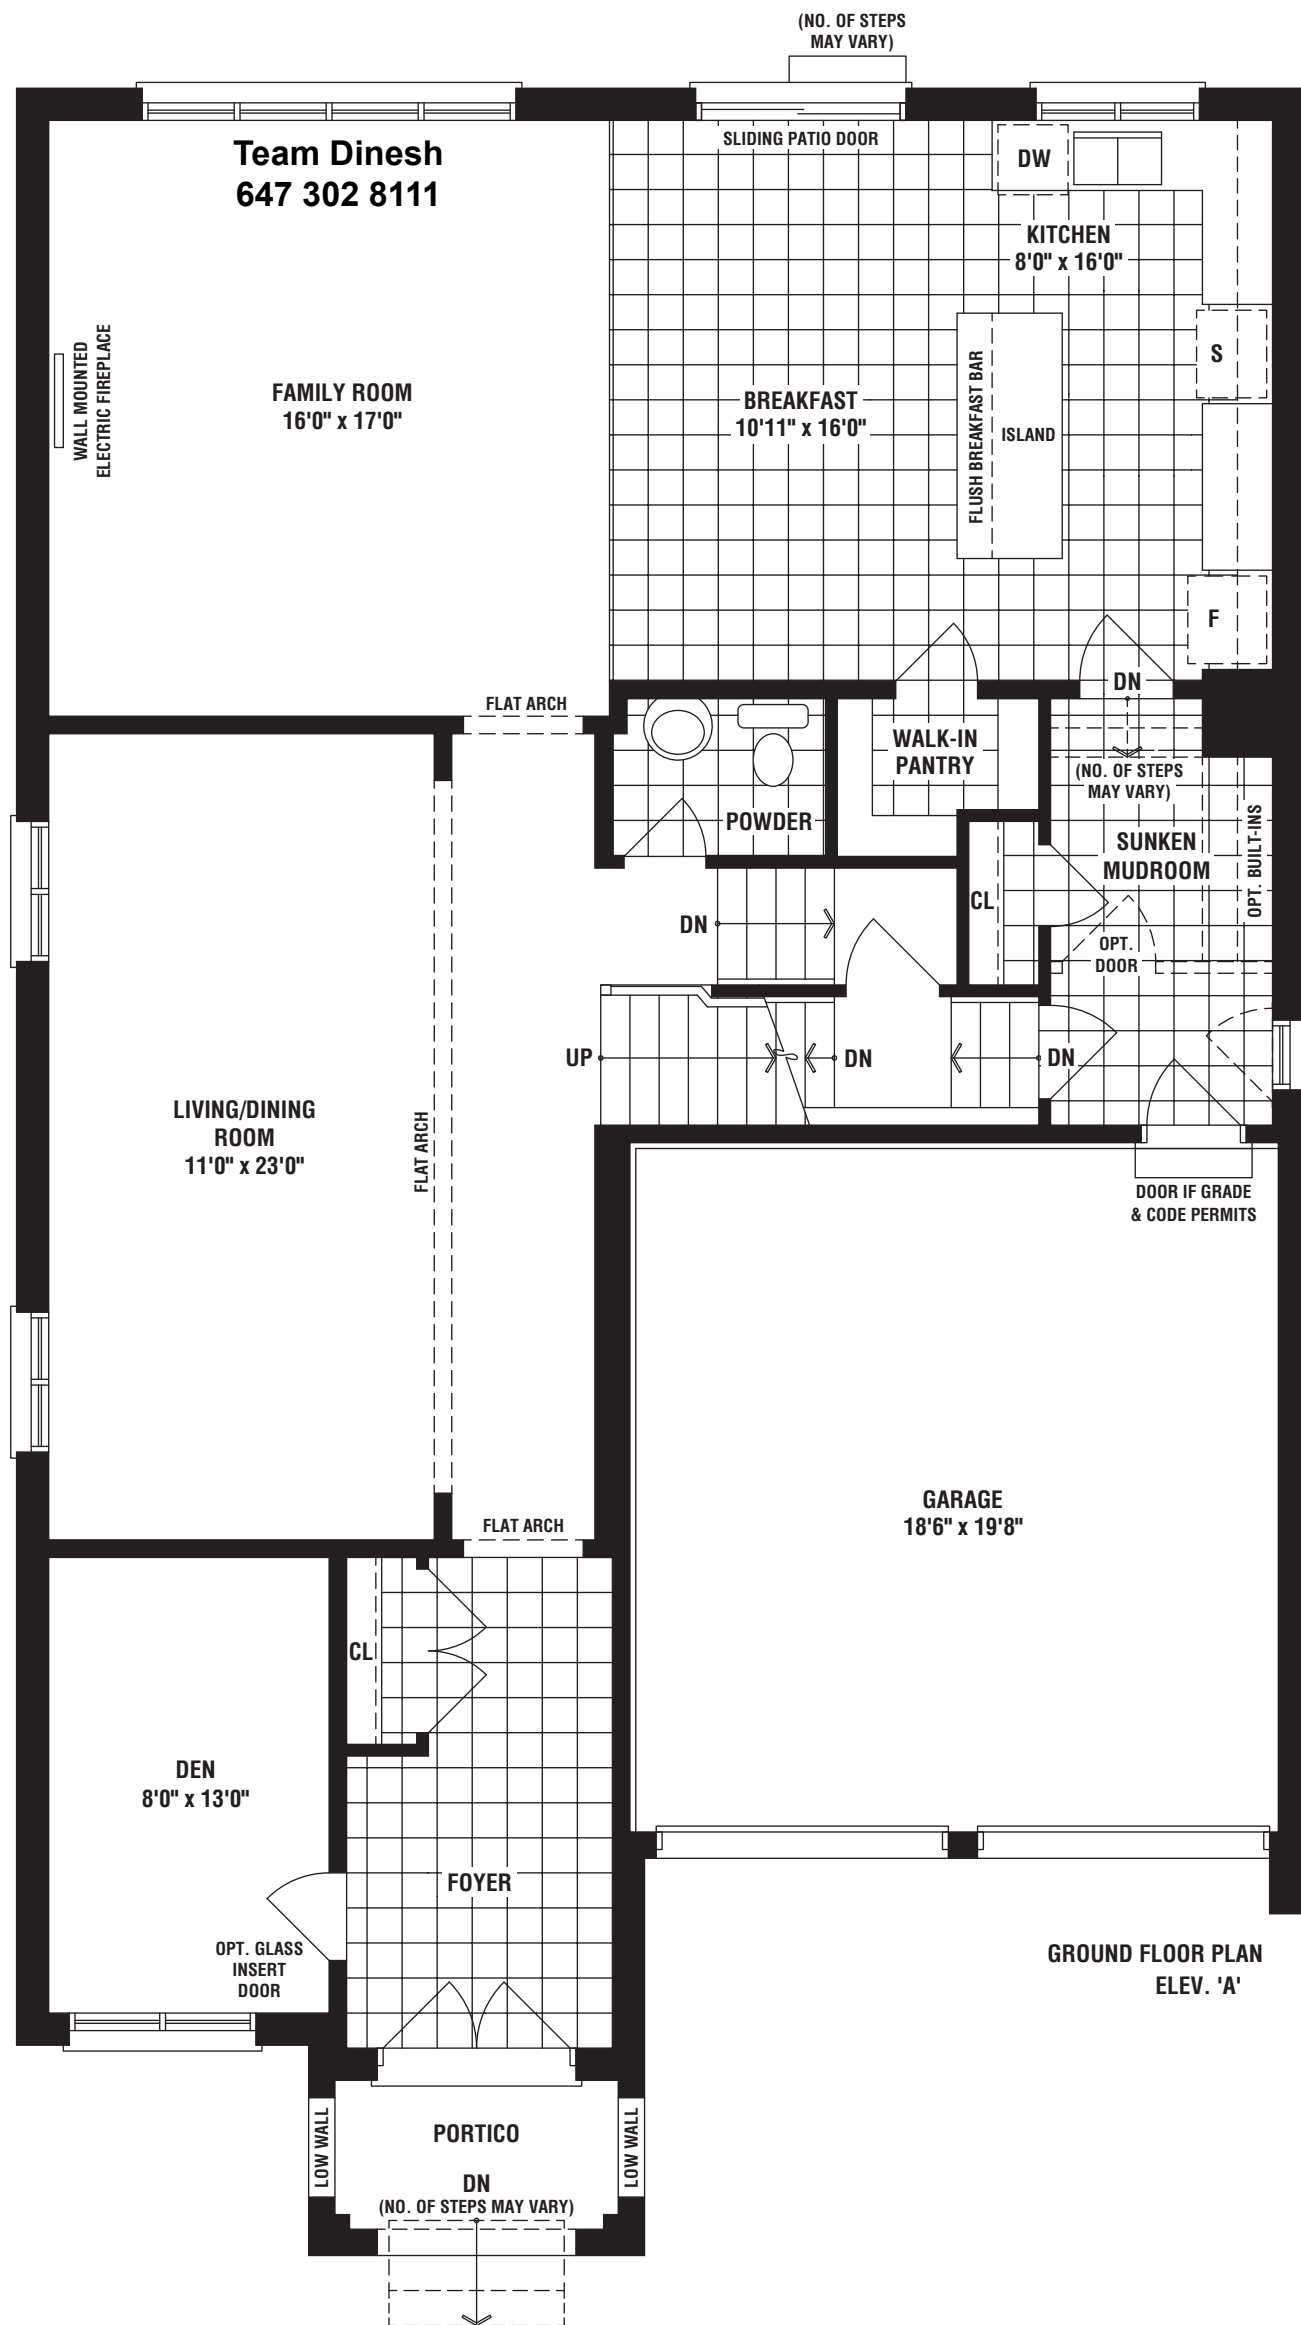 (NO. OF STEPS
MAY VARY)
Team Dinesh
647 302 8111
SLIDING PATIO DOOR
DW
KITCHEN
8'0" x 16'0"
WALL MOUNTED
ELECTRIC FIREPLACE
FAMILY ROOM
16'0" x 17'0"
BREAKFAST
10'11" x 16'0"
FLUSH BREAKFAST BAR
ISLAND
S
F
FLAT ARCH
DN
WALK-IN
PANTRY
(NO. OF STEPS
MAY VARY)
POWDER
SUNKEN
MUDROOM
OPT. BUILT-INS
CL
DN
OPT.
DOOR
UP
DN
DN
LIVING/DINING
ROOM
11'0" x 23'0"
FLAT ARCH
DOOR IF GRADE
& CODE PERMITS
GARAGE
18'6" x 19'8"
FLAT ARCH
CL
DEN
8'0" x 13'0"
FOYER
OPT. GLASS
INSERT
DOOR
GROUND FLOOR PLAN
ELEV. 'A'
LOW WALL
PORTICO
LOW WALL
DN
(NO. OF STEPS MAY VARY)